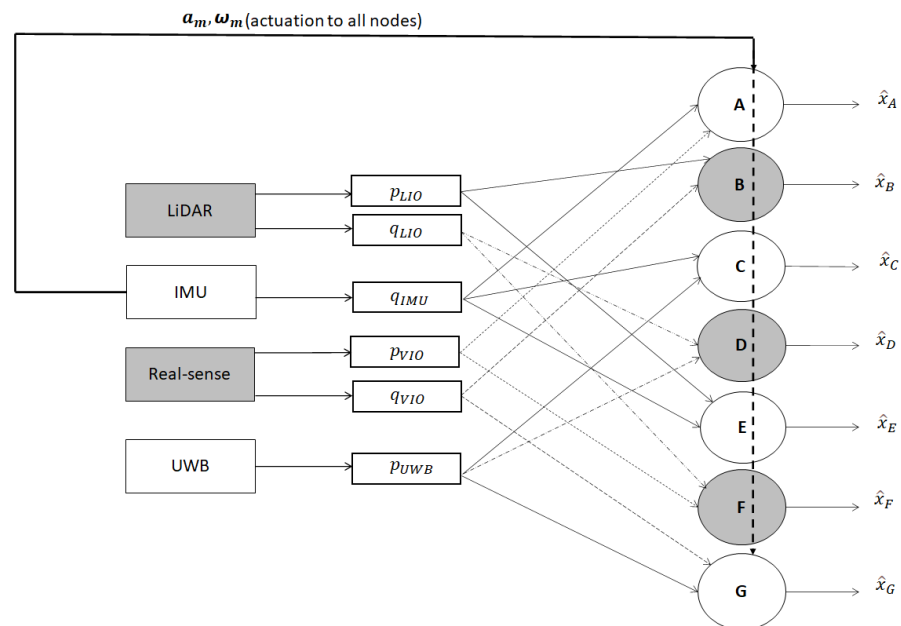 a_m, ω_m (actuation to all nodes)
A
x̂_A
B
x̂_B
LiDAR
p_LIO
q_LIO
C
x̂_C
IMU
q_IMU
D
x̂_D
Real-sense
p_VIO
q_VIO
E
x̂_E
UWB
p_UWB
F
x̂_F
G
x̂_G